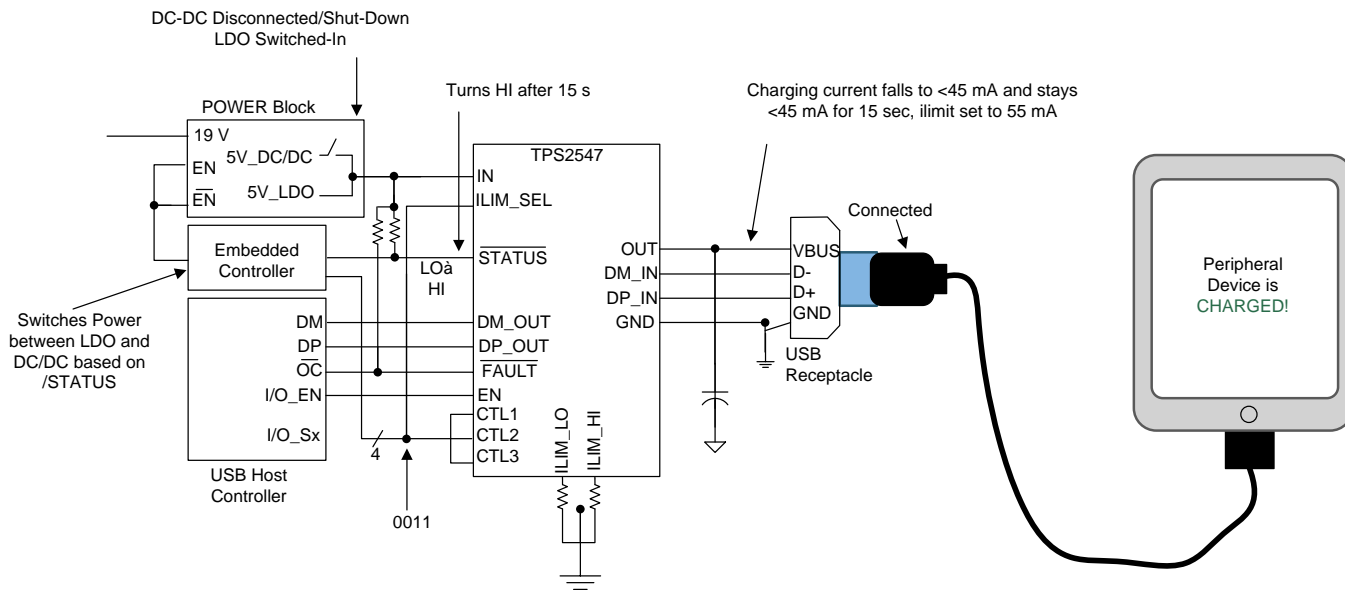 DC-DC Disconnected/Shut-Down
LDO Switched-In
POWER Block
19 V
EN
EN
5V_DC/DC
5V_LDO
Embedded
Controller
Switches Power
between LDO and
DC/DC based on
/STATUS
DM
DP
OC
I/O_EN
I/O_Sx
USB Host
Controller
Turns HI after 15 s
LOà
HI
4
0011
TPS2547
IN
ILIM_SEL
STATUS
DM_OUT
DP_OUT
FAULT
EN
CTL1
CTL2
CTL3
ILIM_LO
ILIM_HI
OUT
DM_IN
DP_IN
GND
Charging current falls to <45 mA and stays
<45 mA for 15 sec, ilimit set to 55 mA
VBUS
D-
D+
GND
USB
Receptacle
Connected
Peripheral
Device is
CHARGED!